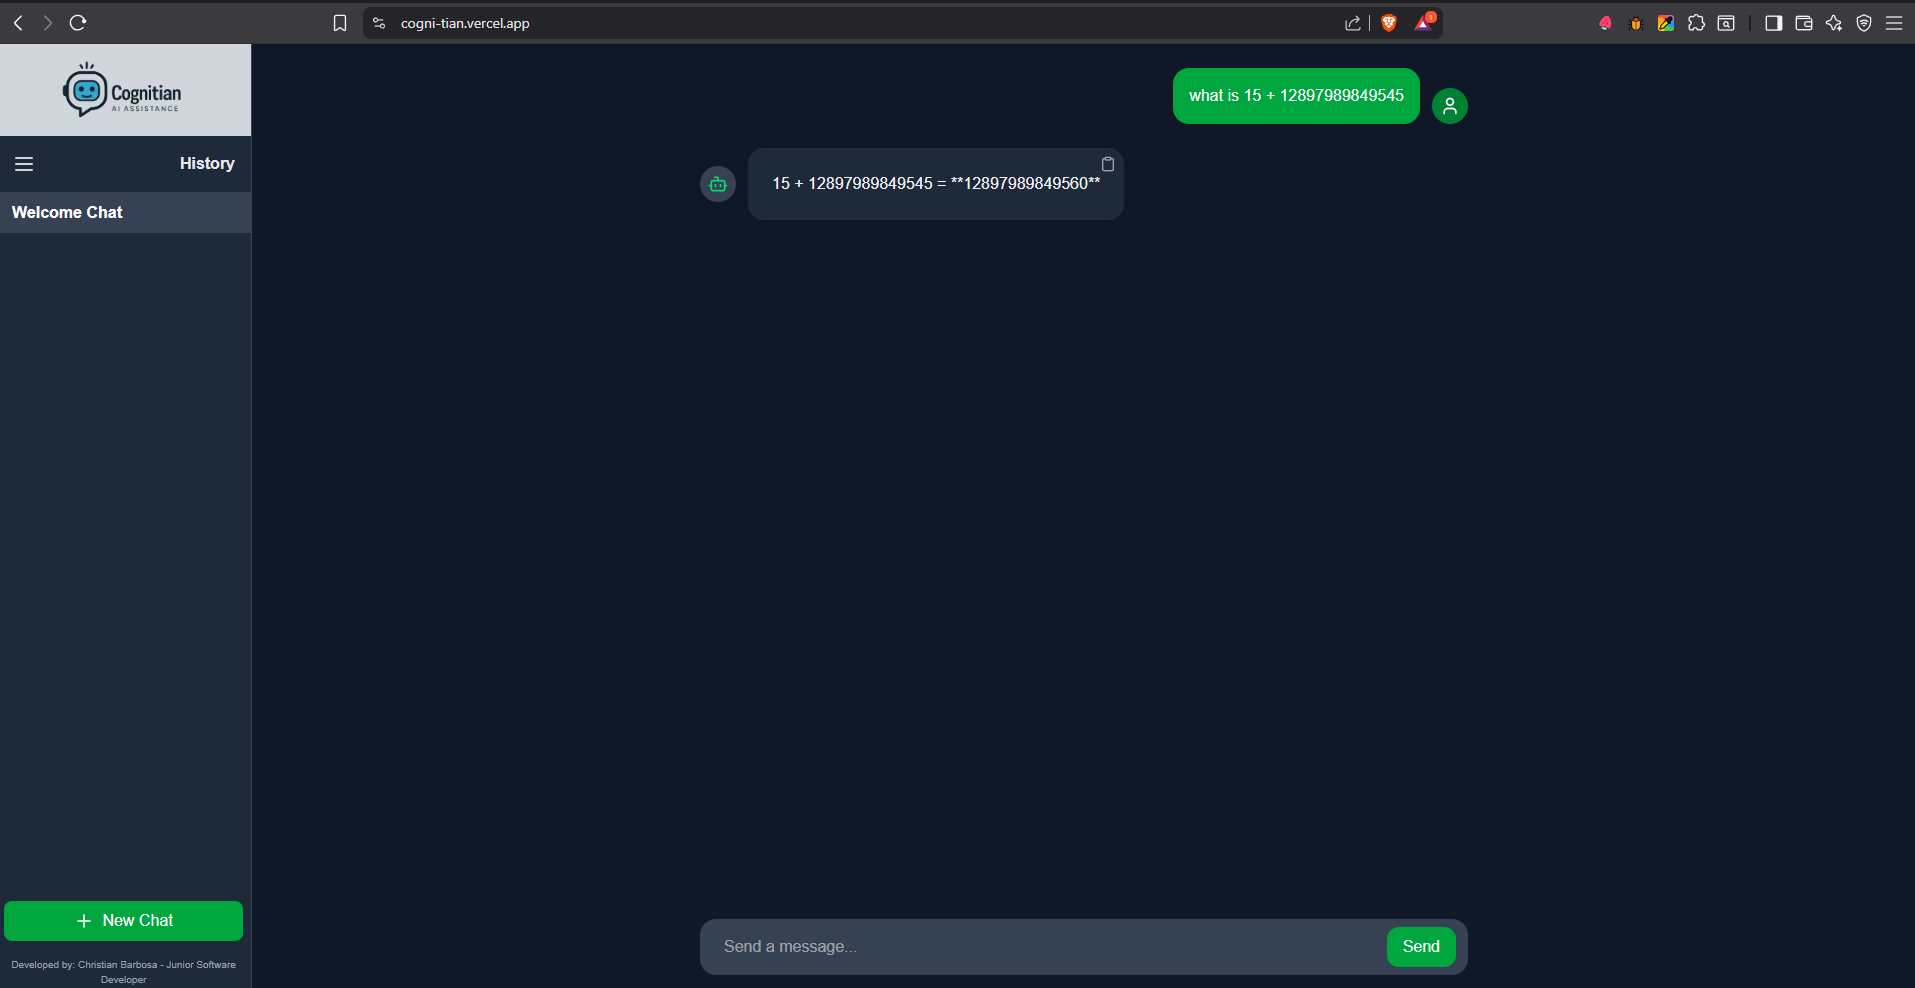 cogni-tian.vercel.app
1
Cognitian
AI ASSISTANCE
History
Welcome Chat
what is 15 + 12897989849545
15 + 12897989849545 = **12897989849560**
New Chat
Developed by: Christian Barbosa - Junior Software
Developer
Send a message...
Send